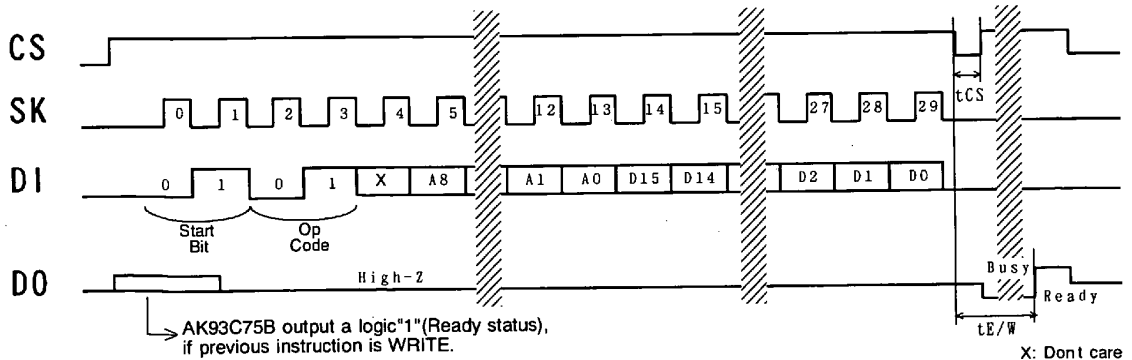 CS
tCS
SK 0 1 2 3 4 5 12 13 14 15 27 28 29
DI 0 1 0 1 X A8 A1 A0 D15 D14 D2 D1 D0
Start Bit
Op Code
DO High-Z Busy Ready
tE/W
AK93C75B output a logic"1"(Ready status),
if previous instruction is WRITE.
X: Dont care